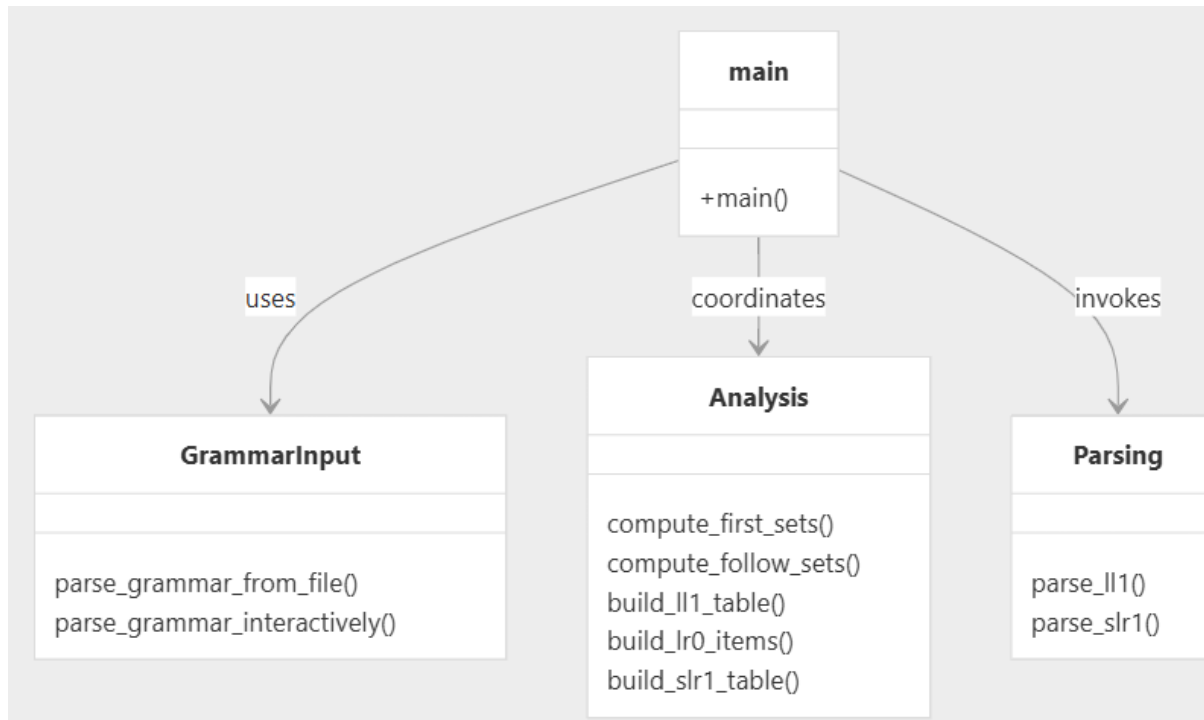 main
+main()
uses
coordinates
invokes
GrammarInput
parse_grammar_from_file()
parse_grammar_interactively()
Analysis
compute_first_sets()
compute_follow_sets()
build_ll1_table()
build_lr0_items()
build_slr1_table()
Parsing
parse_ll1()
parse_slr1()